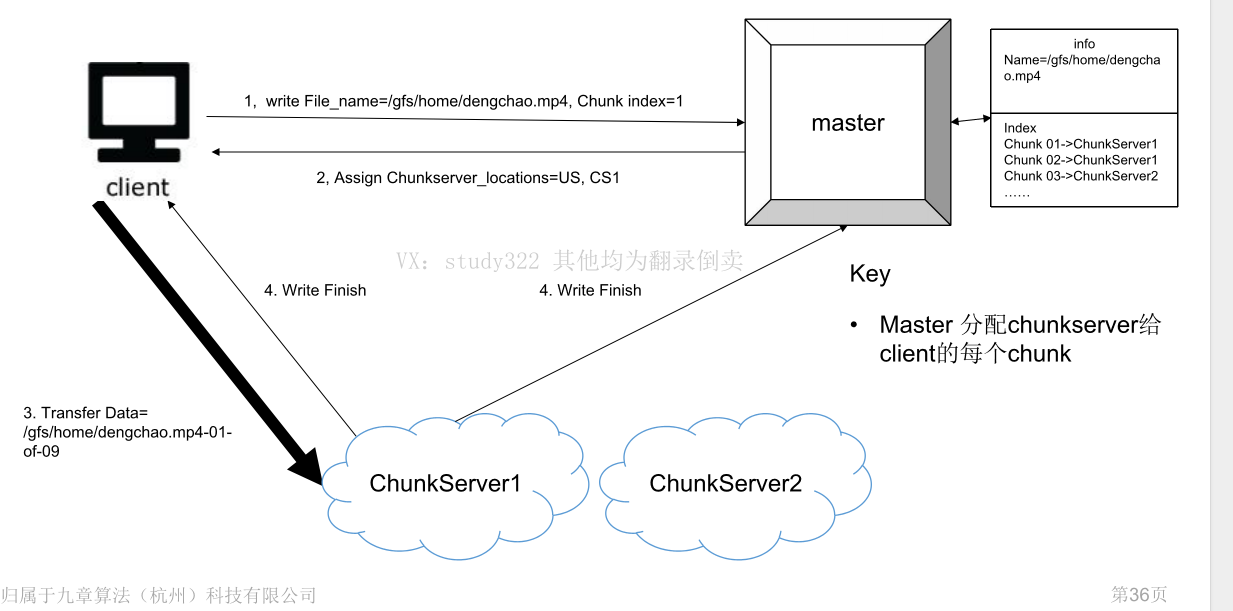 info
Name=/gfs/home/dengcha
o.mp4
1,  write File_name=/gfs/home/dengchao.mp4, Chunk index=1
master
Index
Chunk 01->ChunkServer1
Chunk 02->ChunkServer1
Chunk 03->ChunkServer2
……
client
2, Assign Chunkserver_locations=US, CS1
VX: study322 其他均为翻录倒卖
Key
4. Write Finish
4. Write Finish
• Master 分配chunkserver给
client的每个chunk
3. Transfer Data=
/gfs/home/dengchao.mp4-01-
of-09
ChunkServer1
ChunkServer2
归属于九章算法（杭州）科技有限公司
第36页